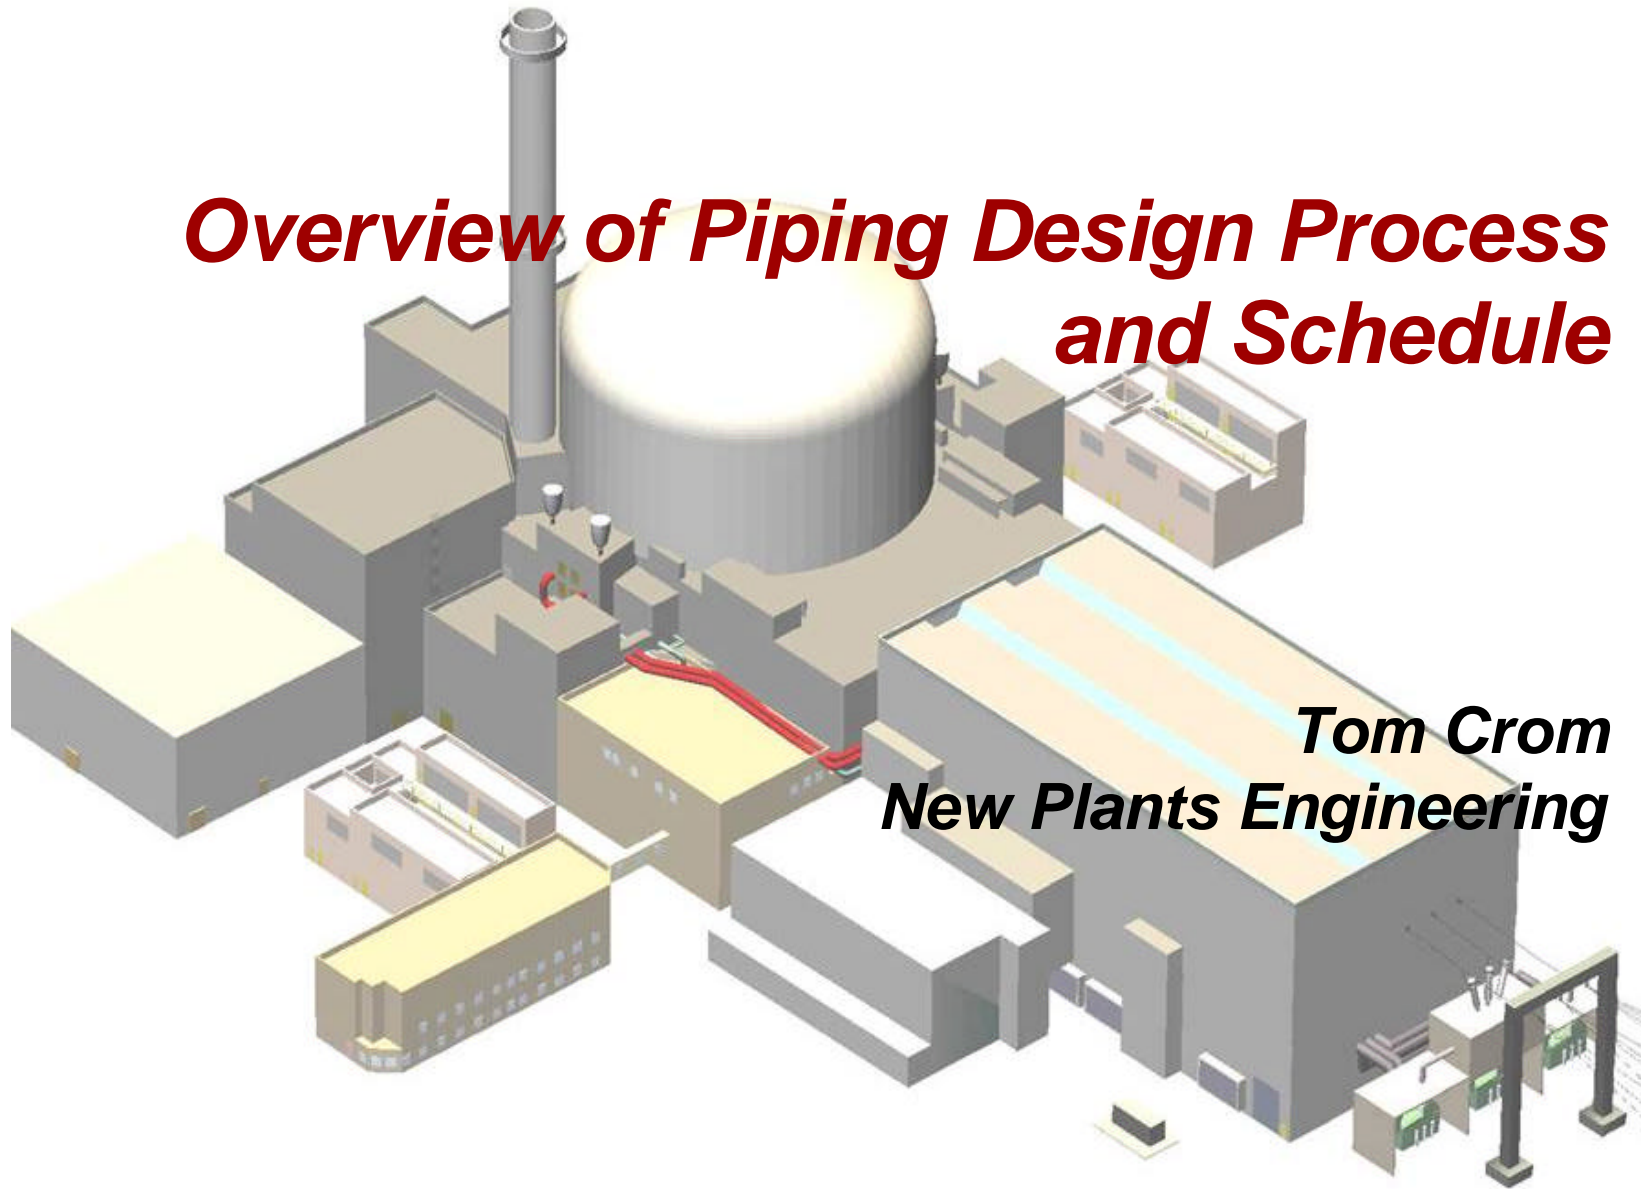 Overview of Piping Design Process
and Schedule
Tom Crom
New Plants Engineering